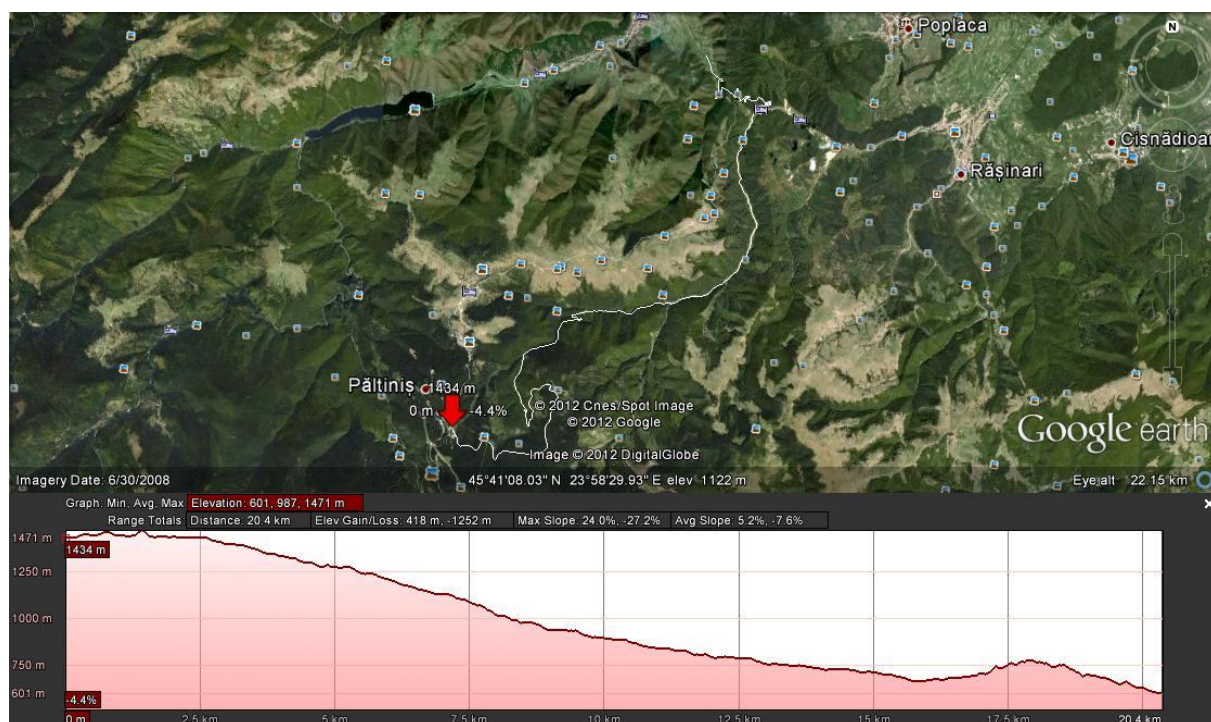 Poplaca
N
Cisnădioar
Rășinari
Păltiniș
1434 m
0 m
-4.4%
© 2012 Cnes/Spot Image
© 2012 Google
Image © 2012 DigitalGlobe
Google earth
Imagery Date: 6/30/2008
45°41'08.03" N 23°58'29.93" E elev 1122 m
Eye alt 22.15 km
Graph: Min, Avg, Max Elevation: 601, 987, 1471 m
Range Totals: Distance: 20.4 km Elev Gain/Loss: 418 m, -1252 m Max Slope: 24.0%, -27.2% Avg Slope: 5.2%, -7.6%
1471 m
1434 m
1250 m
1000 m
750 m
601 m
-4.4%
0 m 2.5 km 5 km 7.5 km 10 km 12.5 km 15 km 17.5 km 20.4 km